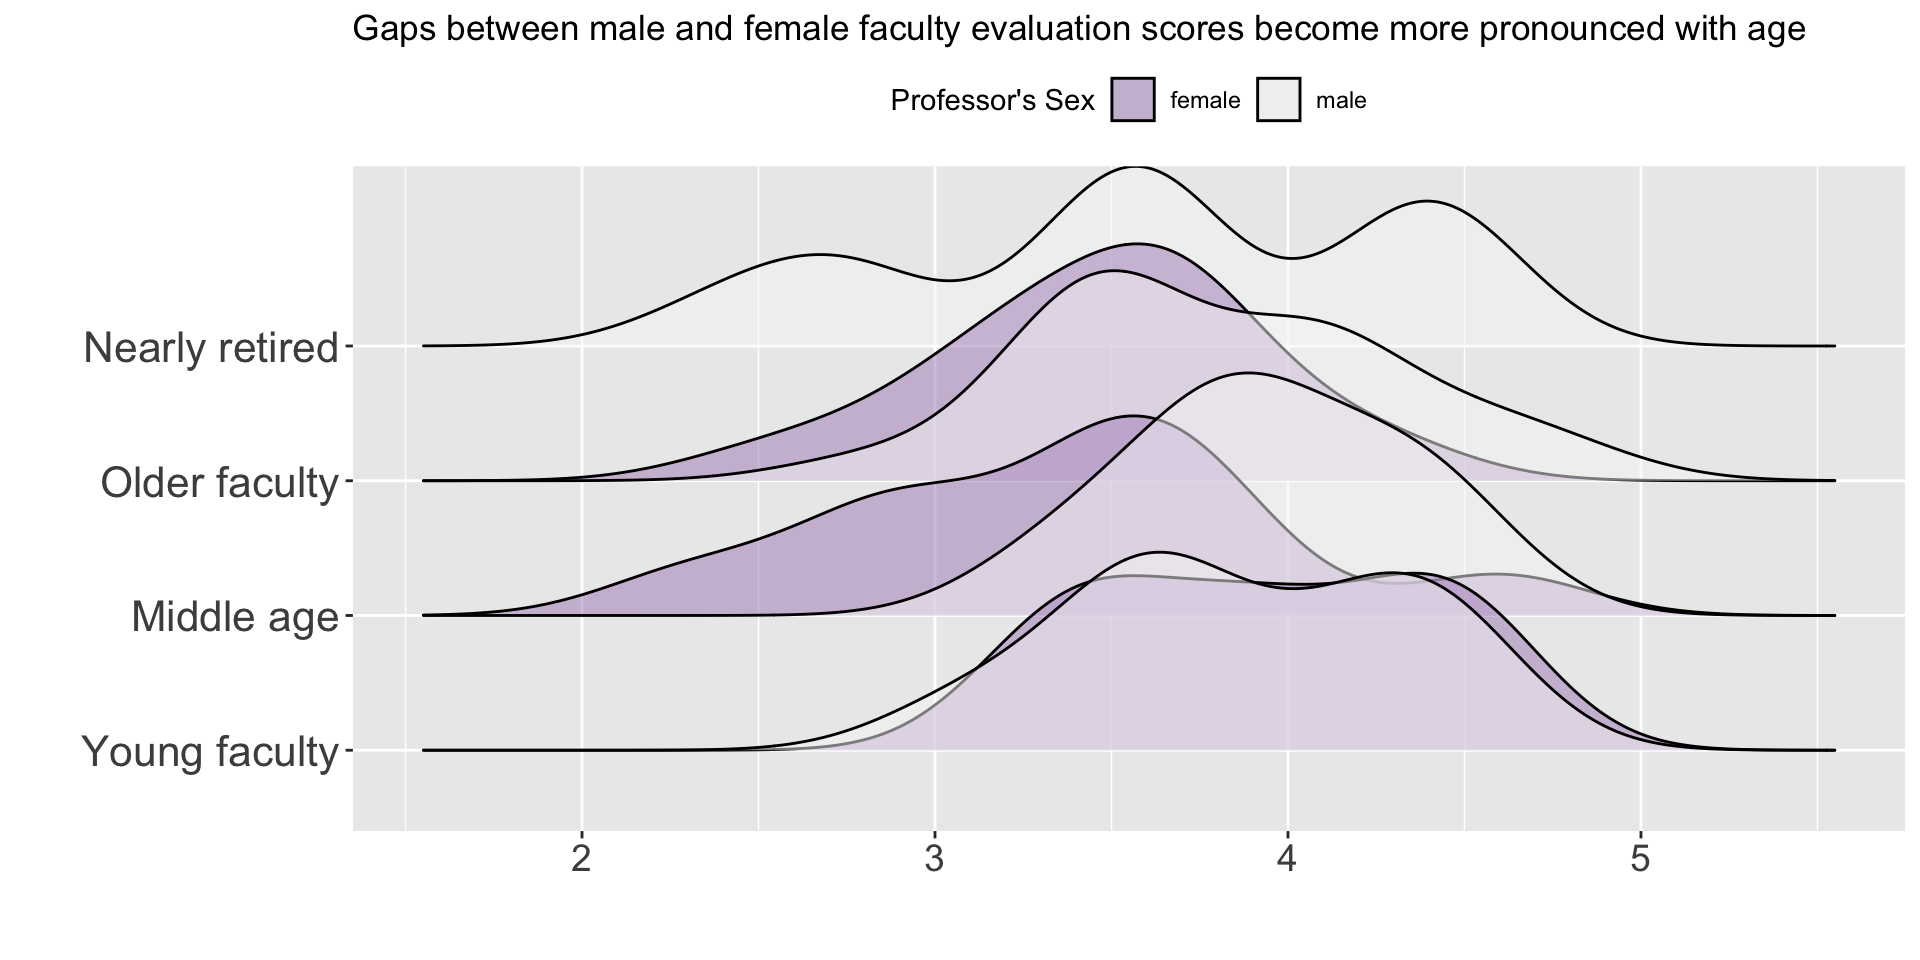 Gaps between male and female faculty evaluation scores become more pronounced with age
Professor's Sex female male
Nearly retired
Older faculty
Middle age
Young faculty
2 3 4 5